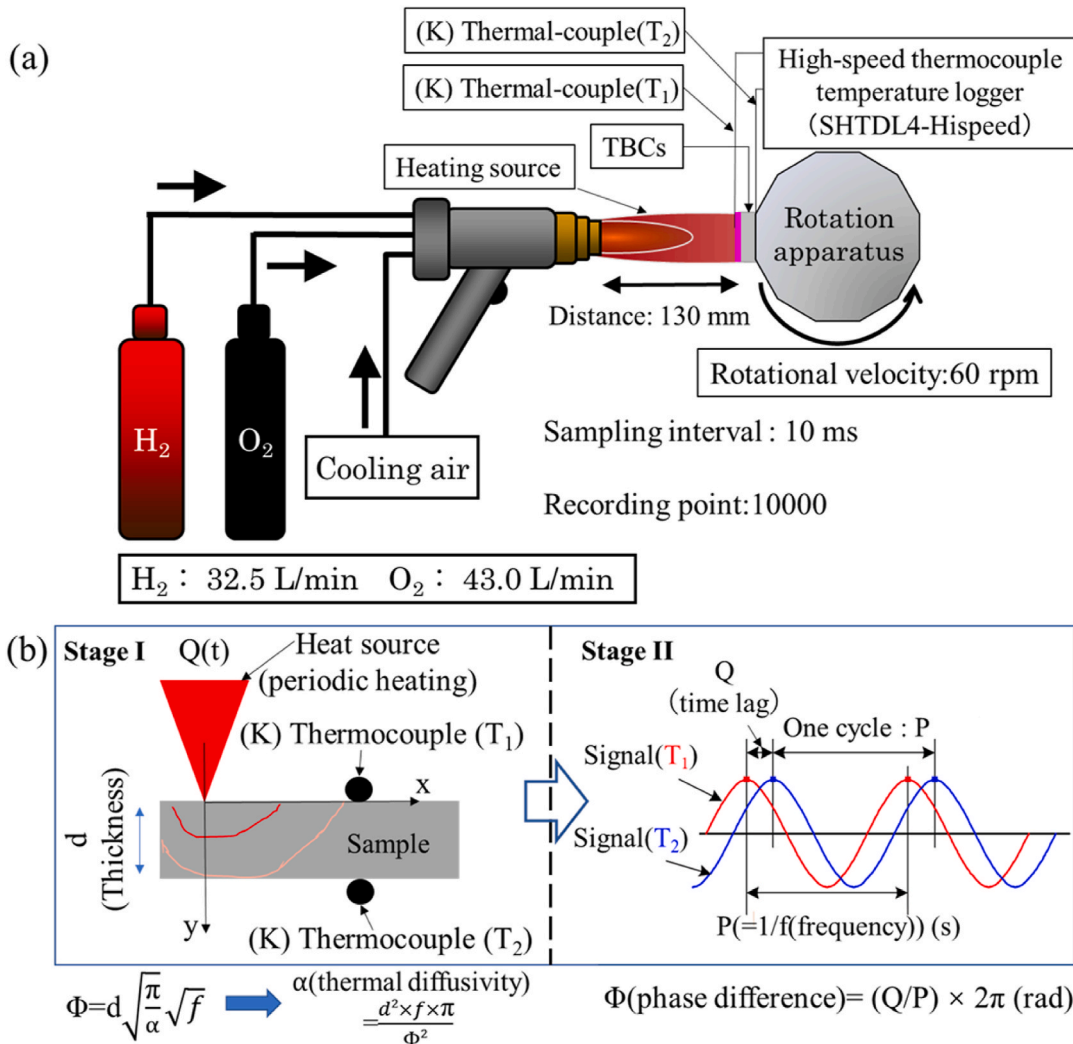 (a)
(K) Thermal-couple(T₂)
(K) Thermal-couple(T₁)
High-speed thermocouple
temperature logger
(SHTDL4-Hispeed)
TBCs
Heating source
Rotation
apparatus
Distance: 130 mm
Rotational velocity:60 rpm
H₂
O₂
Cooling air
Sampling interval : 10 ms
Recording point:10000
H₂ : 32.5 L/min O₂ : 43.0 L/min
(b)
Stage I
Q(t)
Heat source
(periodic heating)
(K) Thermocouple (T₁)
x
d
(Thickness)
Sample
y
(K) Thermocouple (T₂)
Stage II
Q
(time lag)
One cycle : P
Signal(T₁)
Signal(T₂)
P(=1/f(frequency)) (s)
Φ=d√(π/α)√f
α(thermal diffusivity)
=d²×f×π/Φ²
Φ(phase difference)= (Q/P) × 2π (rad)